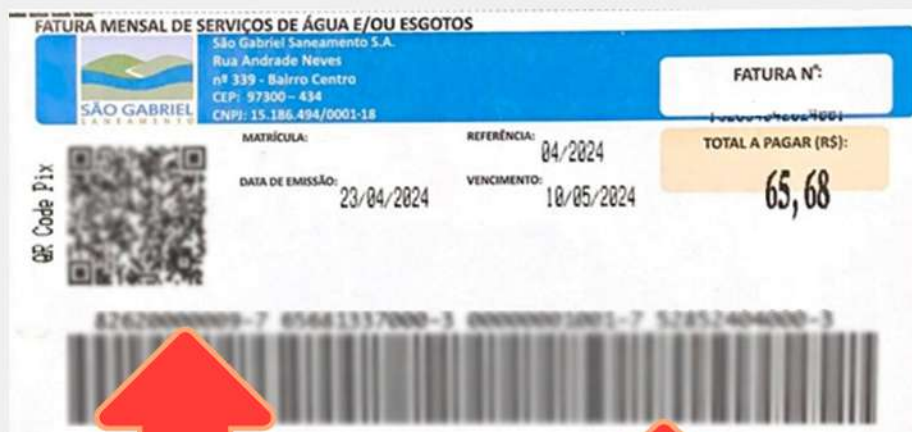 FATURA MENSAL DE SERVIÇOS DE ÁGUA E/OU ESGOTOS
São Gabriel Saneamento S.A.
Rua Andrade Neves
nº 339 - Bairro Centro
CEP: 97300 – 434
CNPJ: 15.186.494/0001-18
SÃO GABRIEL
SANEAMENTO
FATURA Nº:
MATRÍCULA:
REFERÊNCIA:
04/2024
TOTAL A PAGAR (R$):
65,68
DATA DE EMISSÃO:
23/04/2024
VENCIMENTO:
10/05/2024
QR Code Pix